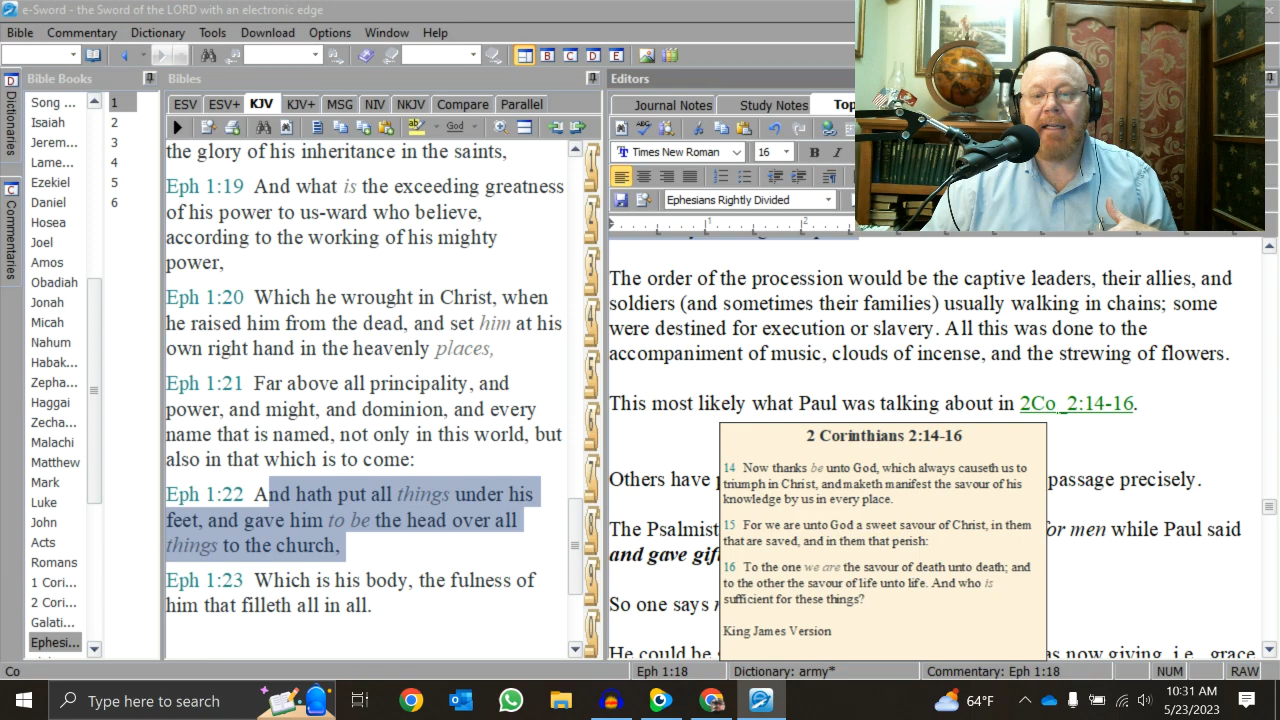 e-Sword - the Sword of the LORD with an electronic edge
Bible Commentary Dictionary Tools Download Options Window Help
Dictionaries
Commentaries
Bible Books
Song ...
Isaiah
Jerem...
Lame...
Ezekiel
Daniel
Hosea
Joel
Amos
Obadiah
Jonah
Micah
Nahum
Habak...
Zepha...
Haggai
Zecha...
Malachi
Matthew
Mark
Luke
John
Acts
Romans
1 Cori...
2 Cori...
Galati...
Ephesi...
1
2
3
4
5
6
Bibles
ESV ESV+ KJV KJV+ MSG NIV NKJV Compare Parallel
God
the glory of his inheritance in the saints,
Eph 1:19 And what is the exceeding greatness
of his power to us-ward who believe,
according to the working of his mighty
power,
Eph 1:20 Which he wrought in Christ, when
he raised him from the dead, and set him at his
own right hand in the heavenly places,
Eph 1:21 Far above all principality, and
power, and might, and dominion, and every
name that is named, not only in this world, but
also in that which is to come:
Eph 1:22 And hath put all things under his
feet, and gave him to be the head over all
things to the church,
Eph 1:23 Which is his body, the fulness of
him that filleth all in all.
Editors
Journal Notes Study Notes Top
Times New Roman 16 B I
Ephesians Rightly Divided
1 2
The order of the procession would be the captive leaders, their allies, and
soldiers (and sometimes their families) usually walking in chains; some
were destined for execution or slavery. All this was done to the
accompaniment of music, clouds of incense, and the strewing of flowers.
This most likely what Paul was talking about in 2Co_2:14-16.
Others have passage precisely.
The Psalmist for men while Paul said
and gave gif
So one says
He could be as now giving, i.e., grace
2 Corinthians 2:14-16
14 Now thanks be unto God, which always causeth us to
triumph in Christ, and maketh manifest the savour of his
knowledge by us in every place.
15 For we are unto God a sweet savour of Christ, in them
that are saved, and in them that perish:
16 To the one we are the savour of death unto death; and
to the other the savour of life unto life. And who is
sufficient for these things?
King James Version
Co Eph 1:18 Dictionary: army* Commentary: Eph 1:18 NUM RAW
Type here to search
64°F
10:31 AM
5/23/2023